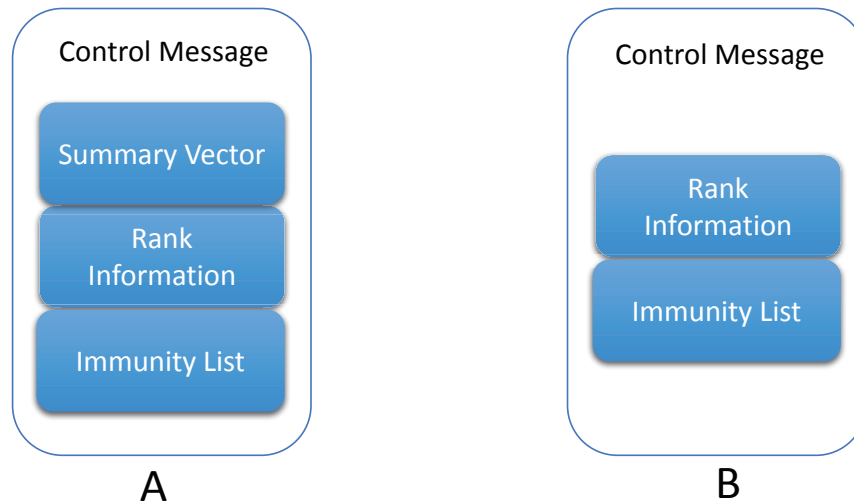 Control Message
Summary Vector
Rank
Information
Immunity List
A
Control Message
Rank
Information
Immunity List
B